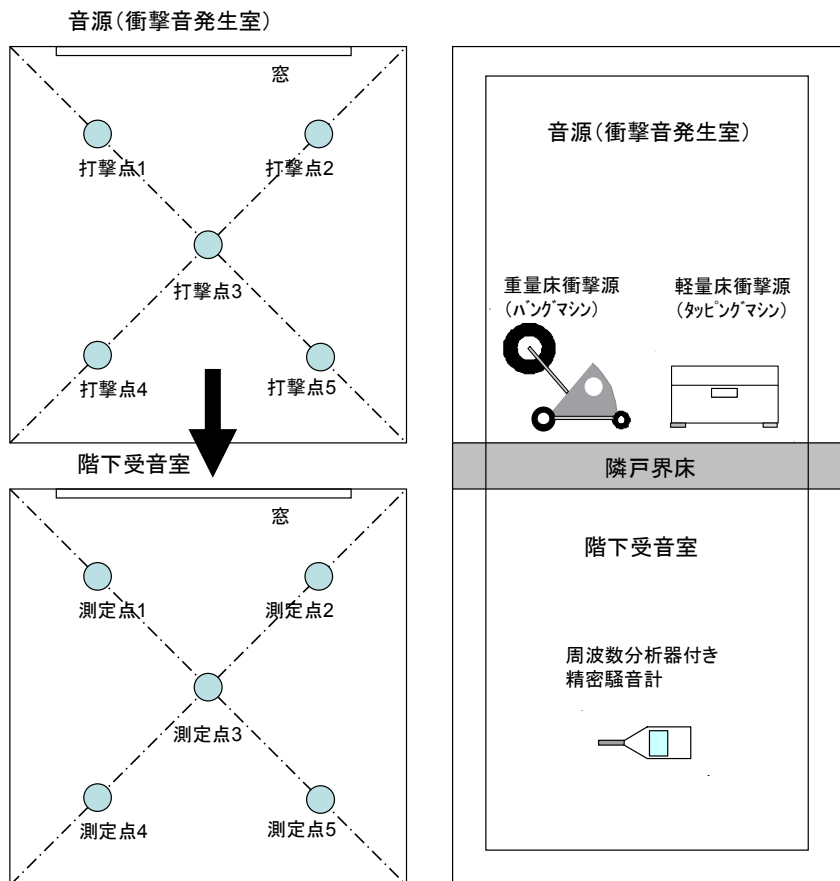 音源(衝撃音発生室)
窓
打撃点1
打撃点2
打撃点3
打撃点4
打撃点5
階下受音室
窓
測定点1
測定点2
測定点3
測定点4
測定点5
音源(衝撃音発生室)
重量床衝撃源
(バングマシン)
軽量床衝撃源
(タッピングマシン)
隣戸界床
階下受音室
周波数分析器付き
精密騒音計